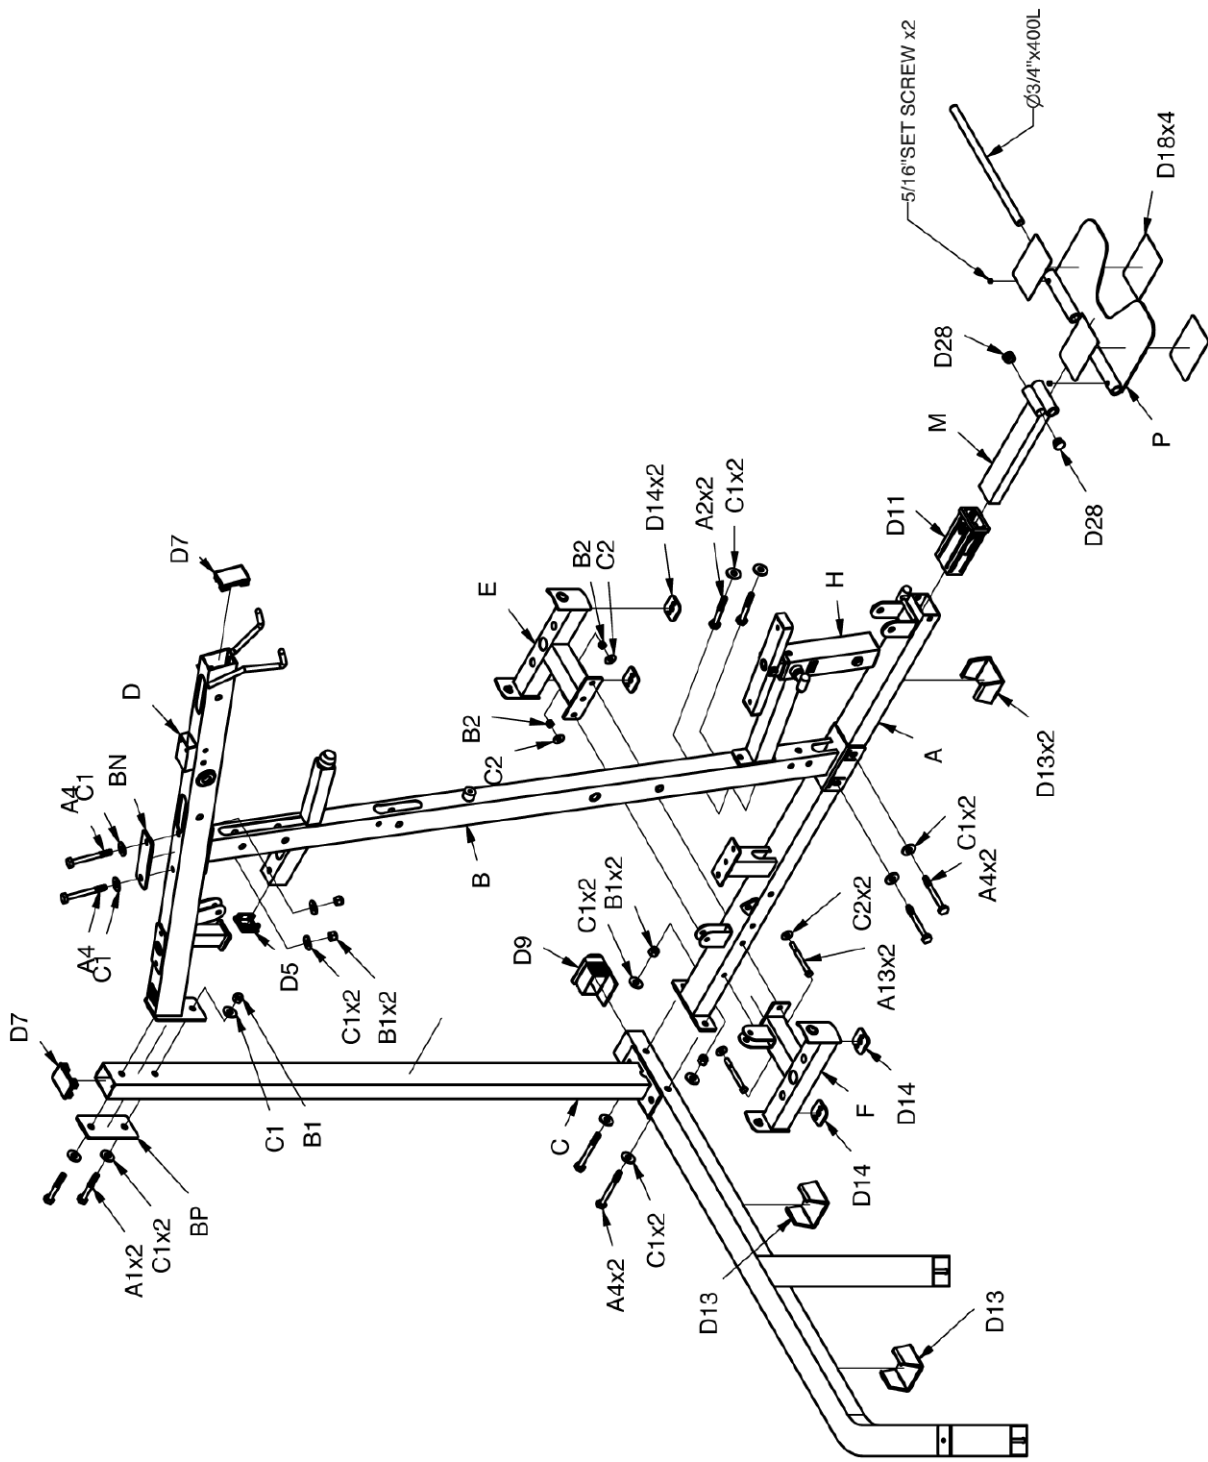 5/16"SET SCREW x2
Ø3/4"x400L
D18x4
D28
P
M
D28
D11
D7
D
A4
C1
BN
A4
C1
D14x2
E
B2
C2
A2x2
C1x2
H
B2
C2
B
D5
C1x2
B1x2
D7
C1
B1
A1x2
C1x2
BP
C
D9
C1x2
B1x2
A
D13x2
C1x2
A4x2
C2x2
A13x2
F
D14
D14
A4x2
C1x2
D13
D13